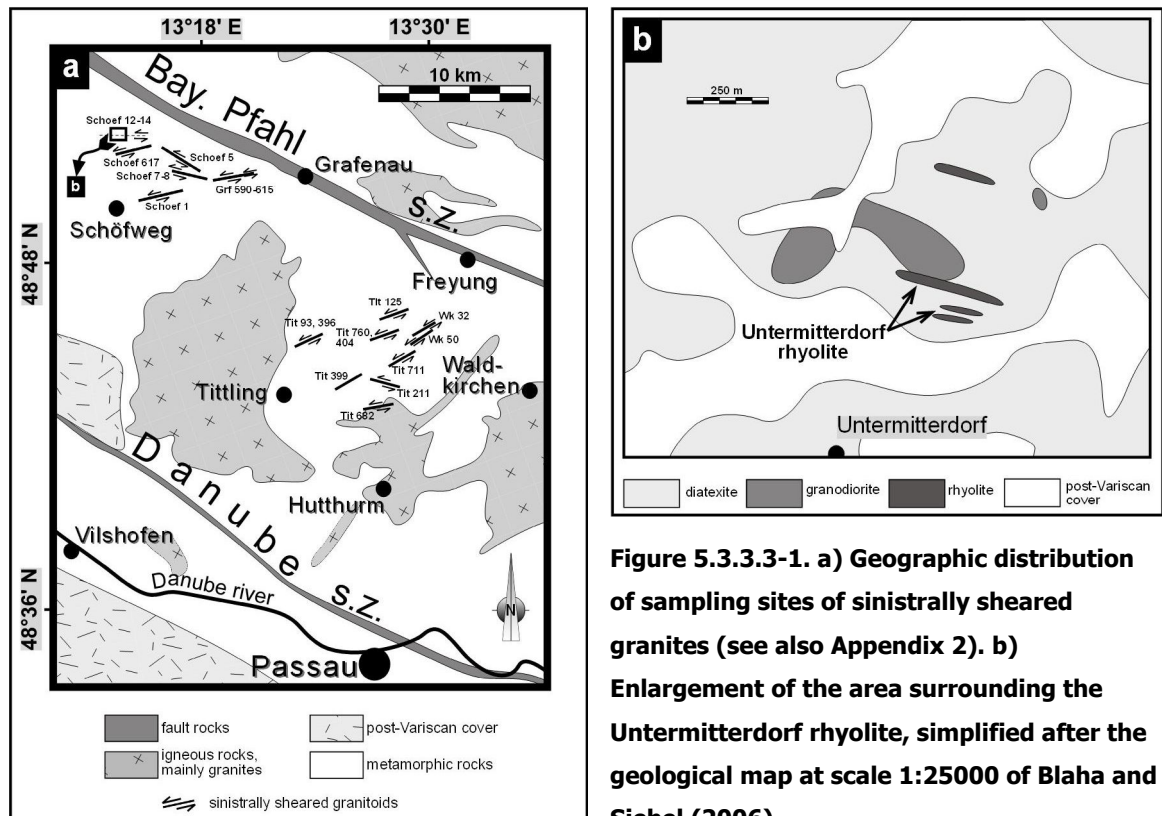 13°18' E
13°30' E
a
10 km
Bay. Pfahl
S.Z.
Schoef 12-14
Schoef 617
Schoef 5
Schoef 7-8
Grf 590-615
Schoef 1
b
Schöfweg
Grafenau
48°48' N
Freyung
Tit 125
Wk 32
Tit 93, 396
Tit 760,
404
Wk 50
Tit 711
Wald-
kirchen
Tit 399
Tit 211
Tittling
Tit 682
Danube
s.z.
Hutthurm
Vilshofen
Danube river
N
48°36' N
Passau
fault rocks
post-Variscan cover
igneous rocks,
mainly granites
metamorphic rocks
sinistrally sheared granitoids
b
250 m
Untermitterdorf
rhyolite
Untermitterdorf
diatexite
granodiorite
rhyolite
post-Variscan
cover
Figure 5.3.3.3-1. a) Geographic distribution
of sampling sites of sinistrally sheared
granites (see also Appendix 2). b)
Enlargement of the area surrounding the
Untermitterdorf rhyolite, simplified after the
geological map at scale 1:25000 of Blaha and
Siebel (2006)